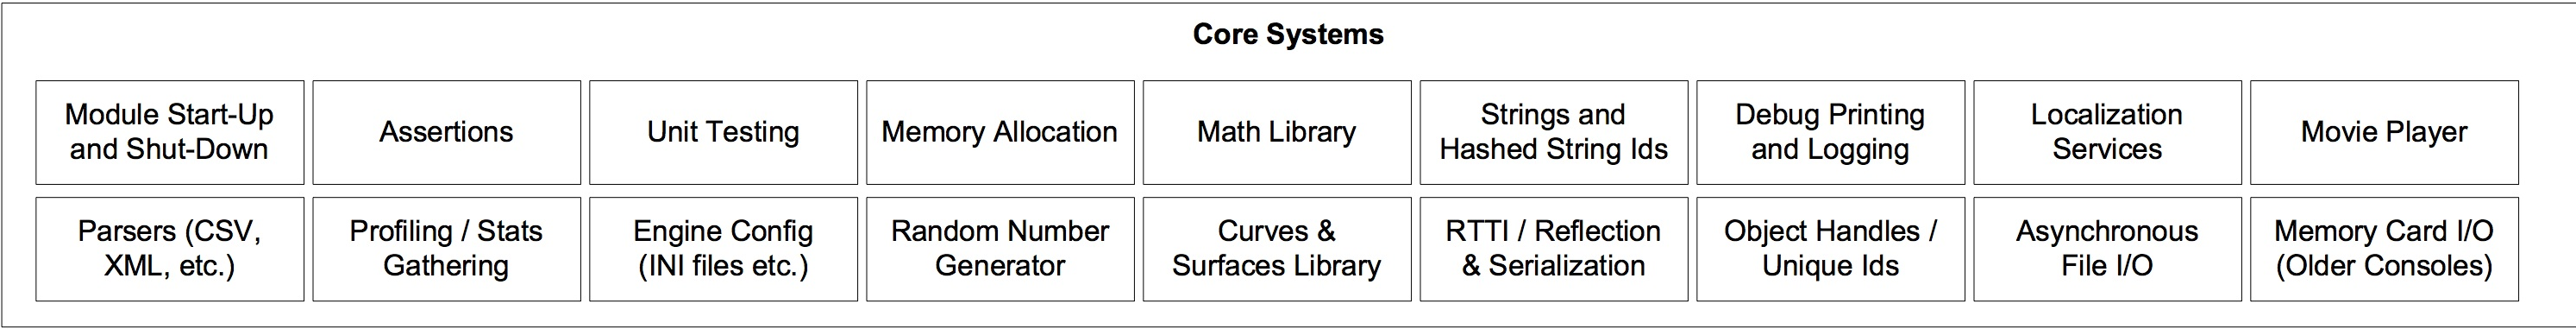 Core Systems
Module Start-Up
and Shut-Down
Assertions
Unit Testing
Memory Allocation
Math Library
Strings and
Hashed String Ids
Debug Printing
and Logging
Localization
Services
Movie Player
Parsers (CSV,
XML, etc.)
Profiling / Stats
Gathering
Engine Config
(INI files etc.)
Random Number
Generator
Curves &
Surfaces Library
RTTI / Reflection
& Serialization
Object Handles /
Unique Ids
Asynchronous
File I/O
Memory Card I/O
(Older Consoles)